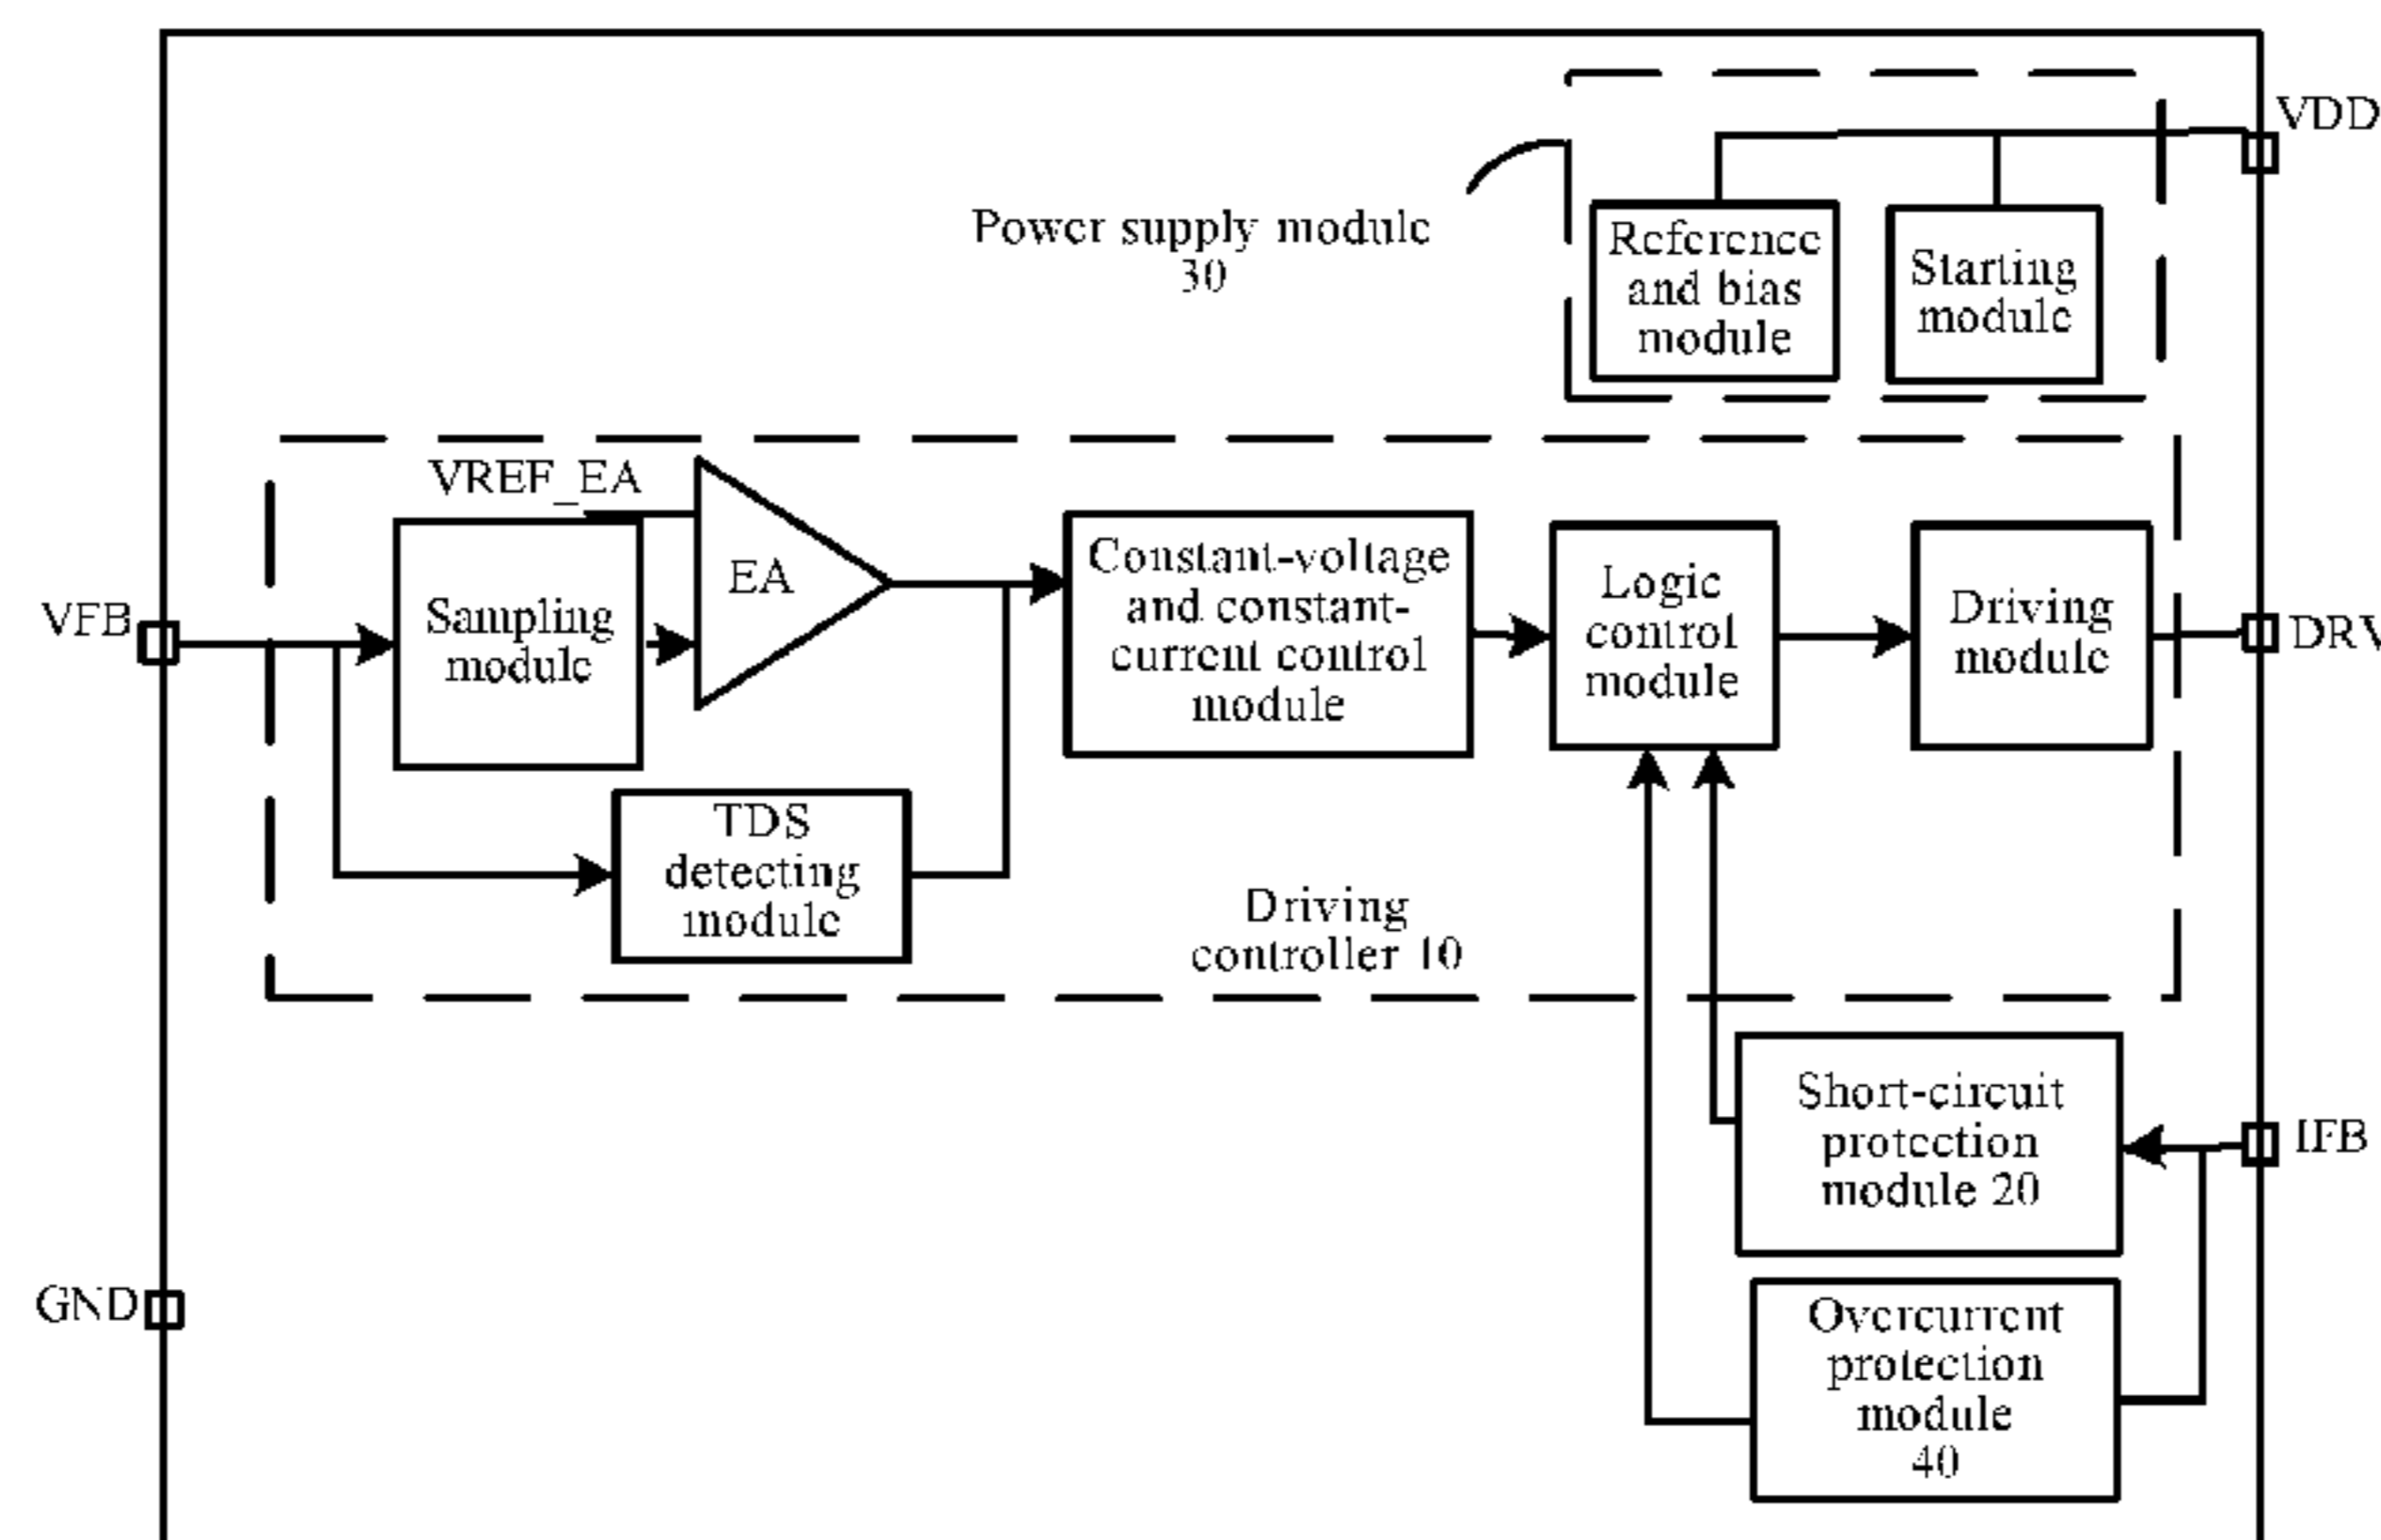 VDD
Power supply module
30
Reference
and bias
module
Starting
module
VREF_EA
EA
VFB
Sampling
module
Constant-voltage
and constant-
current control
module
Logic
control
module
Driving
module
DRV
TDS
detecting
module
Driving
controller 10
Short-circuit
protection
module 20
IFB
GND
Overcurrent
protection
module
40